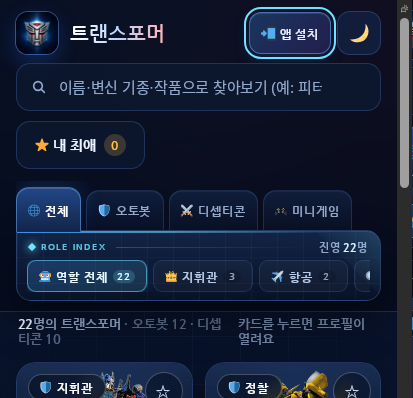 트랜스포머
앱 설치
이름·변신 기종·작품으로 찾아보기 (예: 피터
내 최애 0
전체
오토봇
디셉티콘
미니게임
ROLE INDEX
진영 22명
역할 전체 22
지휘관 3
항공 2
22명의 트랜스포머 · 오토봇 12 · 디셉
티콘 10
카드를 누르면 프로필이
열려요
지휘관
정찰